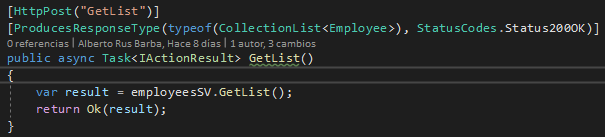 [HttpPost("GetList")]
[ProducesResponseType(typeof(CollectionList<Employee>), StatusCodes.Status200OK)]
0 referencias | Alberto Rus Barba, Hace 8 días | 1 autor, 3 cambios
public async Task<IActionResult> GetList()
{
var result = employeesSV.GetList();
return Ok(result);
}